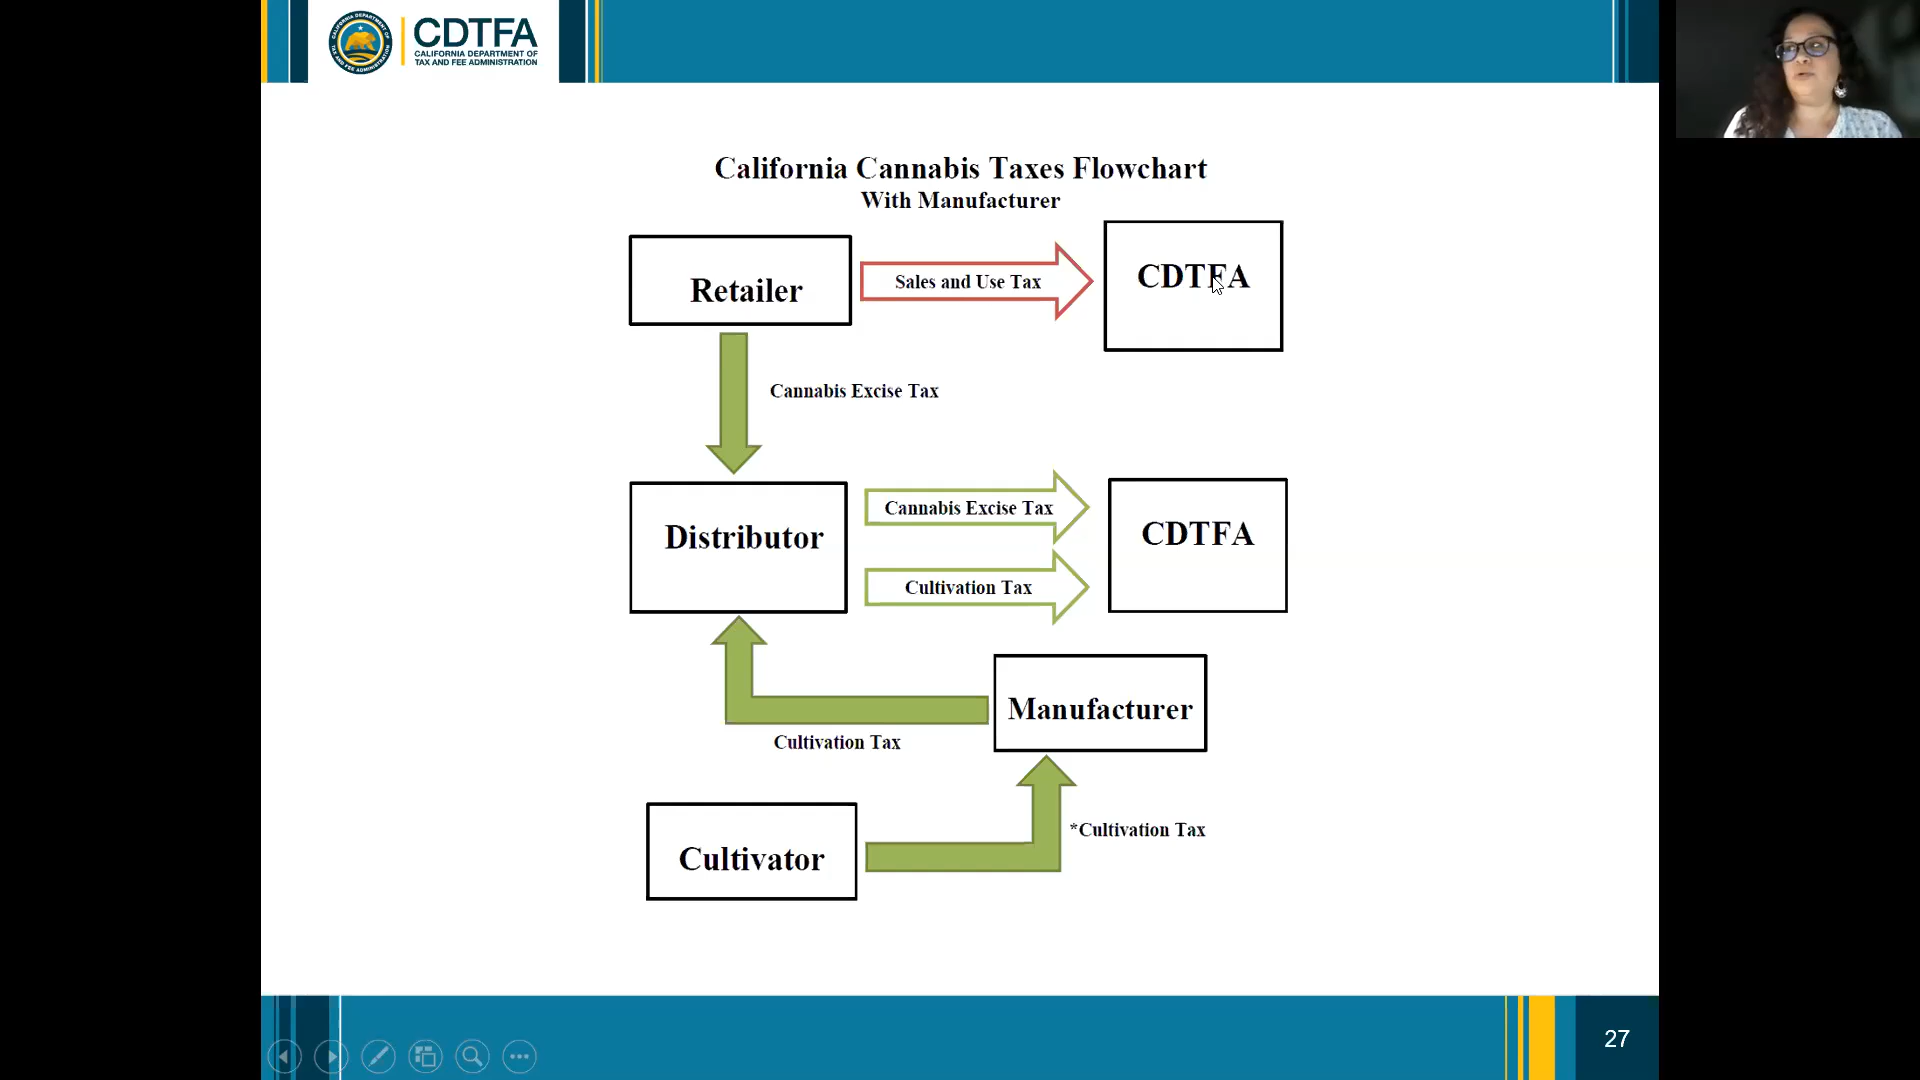 CDTFA
CALIFORNIA DEPARTMENT OF
TAX AND FEE ADMINISTRATION
California Cannabis Taxes Flowchart
With Manufacturer
Retailer
Sales and Use Tax
CDTFA
Cannabis Excise Tax
Distributor
Cannabis Excise Tax
Cultivation Tax
CDTFA
Manufacturer
Cultivation Tax
Cultivator
*Cultivation Tax
27